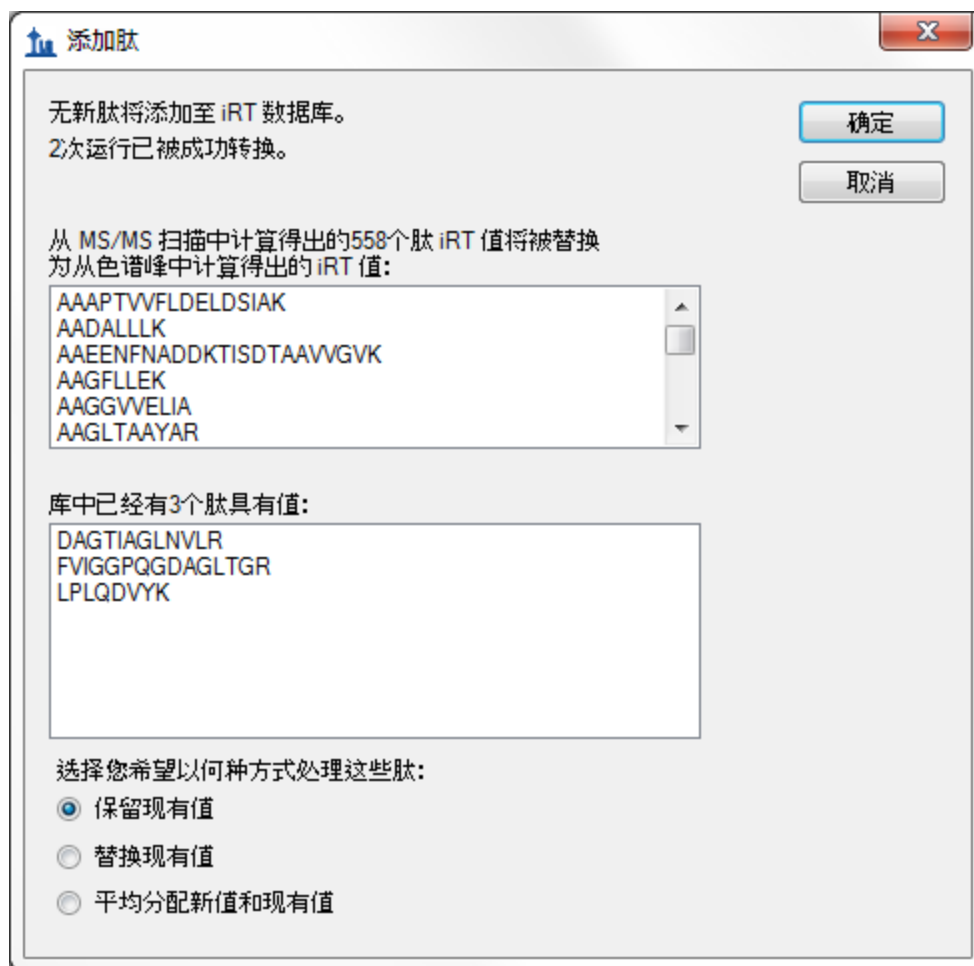 添加肽
无新肽将添加至 iRT 数据库。
2次运行已被成功转换。
确定
取消
从 MS/MS 扫描中计算得出的558个肽 iRT 值将被替换
为从色谱峰中计算得出的 iRT 值:
AAAPTVVFLDELDSIAK
AADALLLK
AAEENFNADDKTISDTAAVVGVK
AAGFLLEK
AAGGVVELIA
AAGLTAAYAR
库中已经有3个肽具有值:
DAGTIAGLNVLR
FVIGGPQGDAGLTGR
LPLQDVYK
选择您希望以何种方式处理这些肽:
保留现有值
替换现有值
平均分配新值和现有值